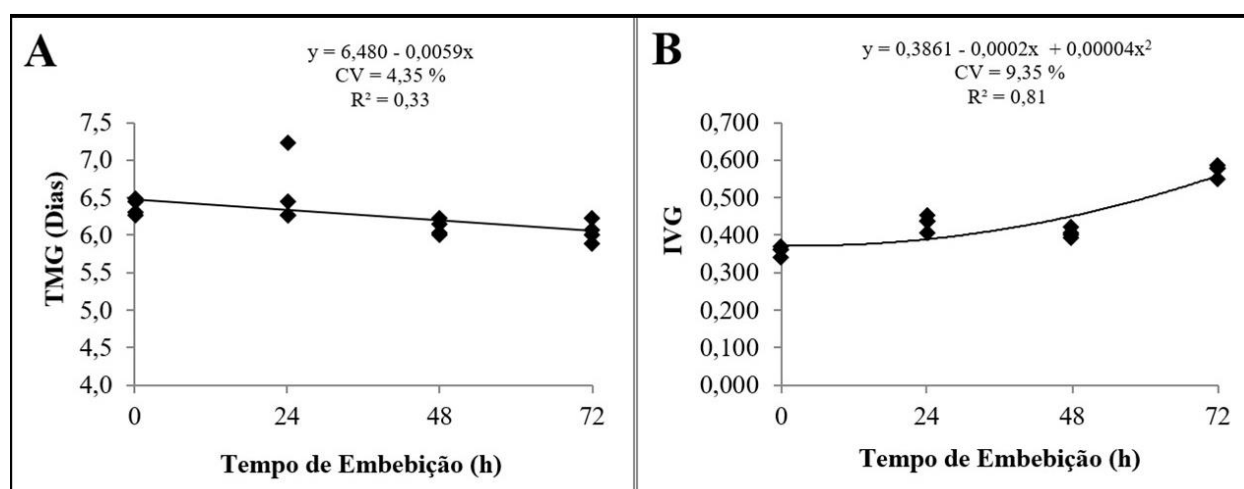 A
y = 6,480 - 0,0059x
CV = 4,35 %
R² = 0,33
TMG (Dias)
7,5
7,0
6,5
6,0
5,5
5,0
4,5
4,0
0 24 48 72
Tempo de Embebição (h)
B
y = 0,3861 - 0,0002x + 0,00004x²
CV = 9,35 %
R² = 0,81
IVG
0,700
0,600
0,500
0,400
0,300
0,200
0,100
0,000
0 24 48 72
Tempo de Embebição (h)